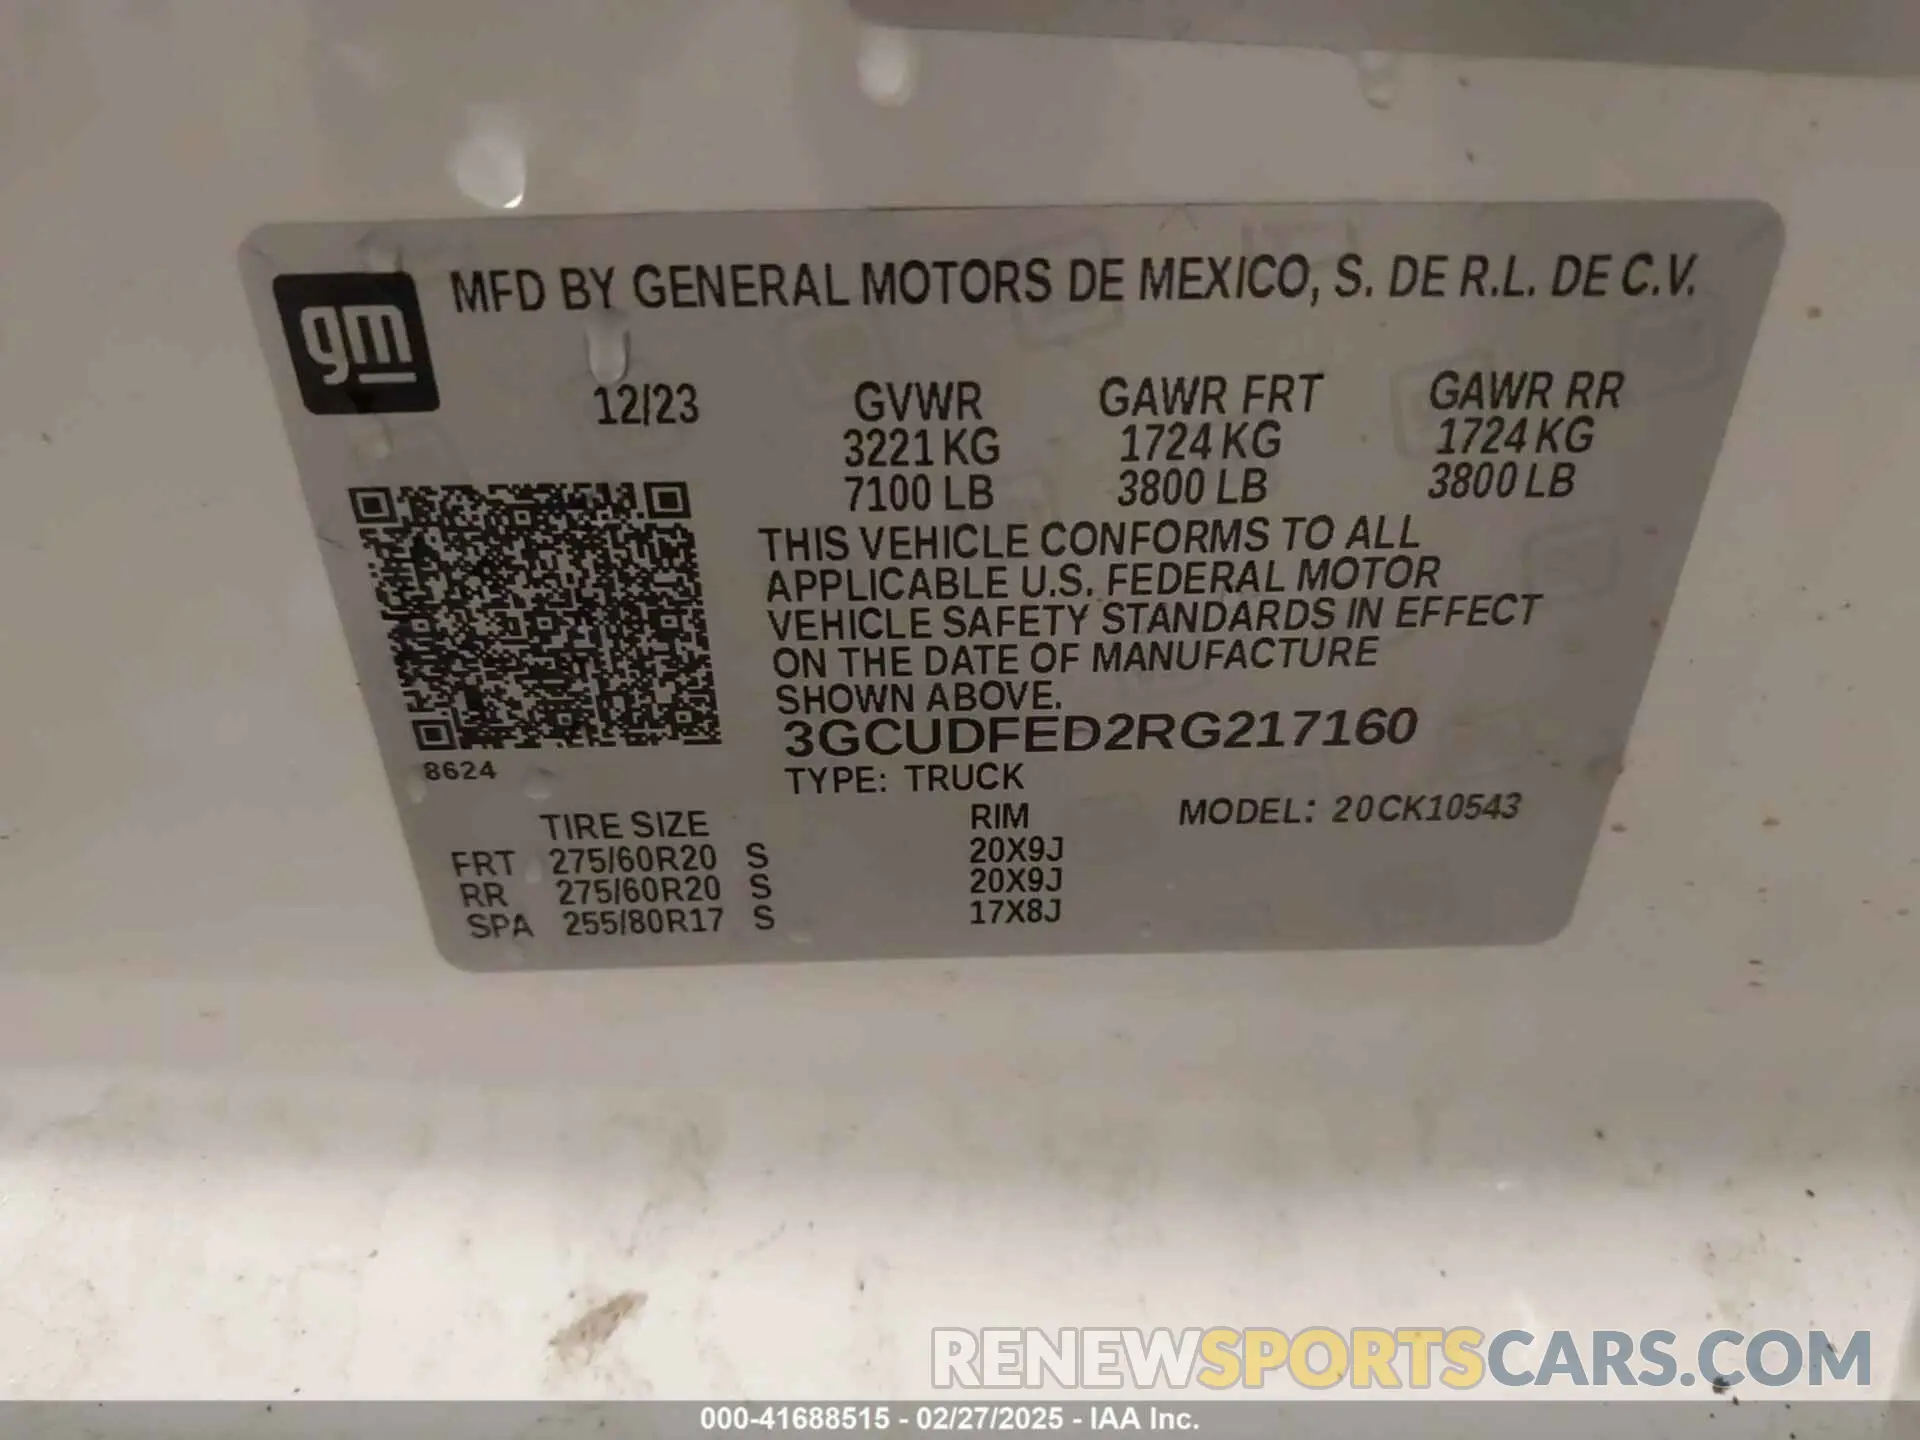 gm
MFD BY GENERAL MOTORS DE MEXICO, S. DE R.L. DE C.V.
12/23 GVWR GAWR FRT GAWR RR
3221 KG 1724 KG 1724 KG
7100 LB 3800 LB 3800 LB
THIS VEHICLE CONFORMS TO ALL
APPLICABLE U.S. FEDERAL MOTOR
VEHICLE SAFETY STANDARDS IN EFFECT
ON THE DATE OF MANUFACTURE
SHOWN ABOVE.
3GCUDFED2RG217160
8624
TYPE: TRUCK
TIRE SIZE RIM MODEL: 20CK10543
FRT 275/60R20 S 20X9J
RR 275/60R20 S 20X9J
SPA 255/80R17 S 17X8J
RENEWSPORTSCARS.COM
000-41688515 - 02/27/2025 - IAA Inc.